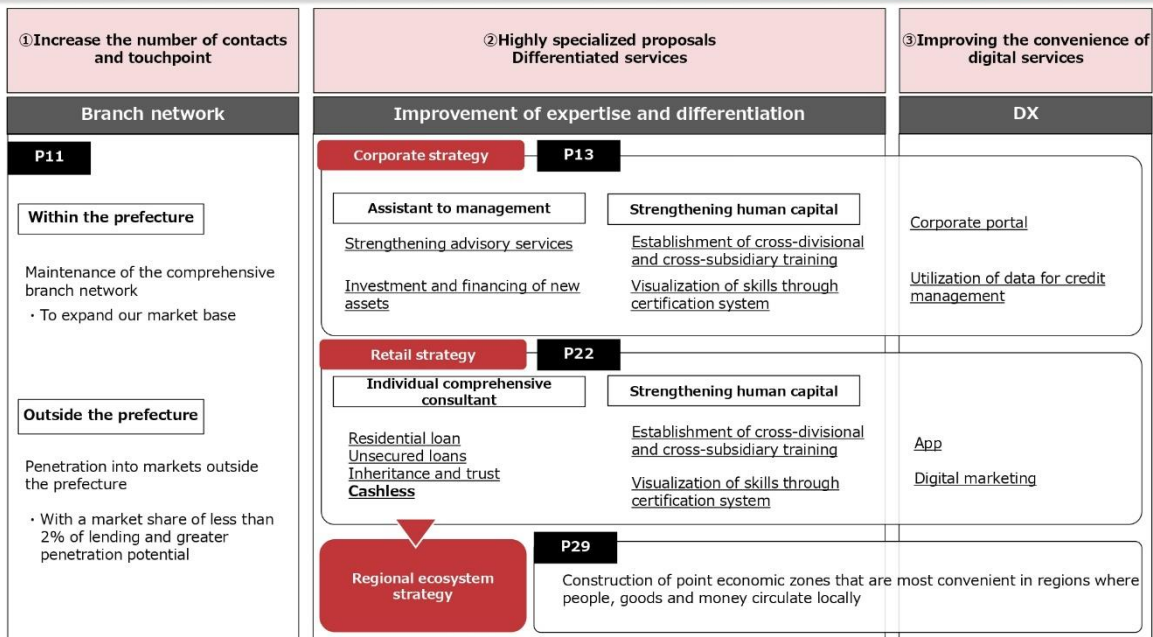 ①Increase the number of contacts
and touchpoint
②Highly specialized proposals
Differentiated services
③Improving the convenience of
digital services
Branch network
Improvement of expertise and differentiation
DX
P11
Within the prefecture
Maintenance of the comprehensive
branch network
・To expand our market base
Outside the prefecture
Penetration into markets outside
the prefecture
・With a market share of less than
2% of lending and greater
penetration potential
Corporate strategy
P13
Assistant to management
Strengthening advisory services
Investment and financing of new
assets
Strengthening human capital
Establishment of cross-divisional
and cross-subsidiary training
Visualization of skills through
certification system
Corporate portal
Utilization of data for credit
management
Retail strategy
P22
Individual comprehensive
consultant
Residential loan
Unsecured loans
Inheritance and trust
Cashless
Strengthening human capital
Establishment of cross-divisional
and cross-subsidiary training
Visualization of skills through
certification system
App
Digital marketing
Regional ecosystem
strategy
P29
Construction of point economic zones that are most convenient in regions where
people, goods and money circulate locally